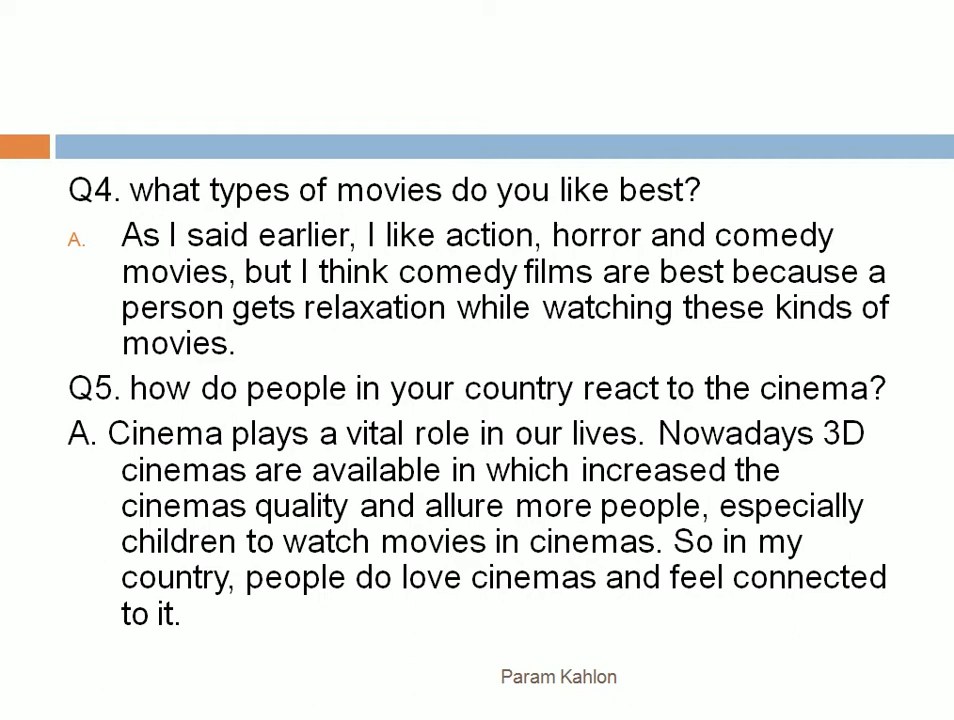 Q4. what types of movies do you like best?
A. As I said earlier, I like action, horror and comedy
movies, but I think comedy films are best because a
person gets relaxation while watching these kinds of
movies.
Q5. how do people in your country react to the cinema?
A. Cinema plays a vital role in our lives. Nowadays 3D
cinemas are available in which increased the
cinemas quality and allure more people, especially
children to watch movies in cinemas. So in my
country, people do love cinemas and feel connected
to it.
Param Kahlon